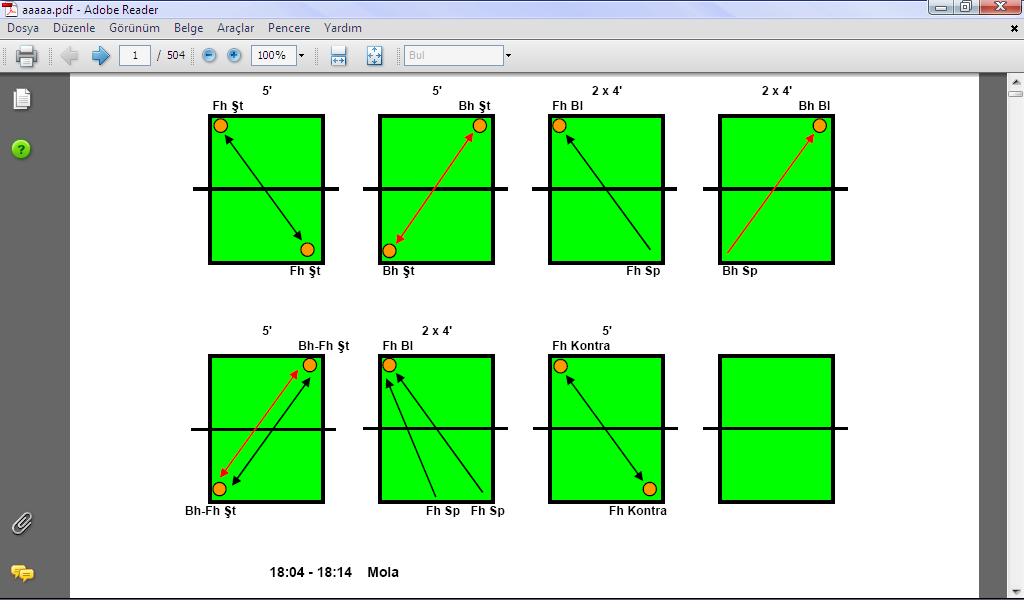 aaaaa.pdf - Adobe Reader
Dosya Düzenle Görünüm Belge Araçlar Pencere Yardım
1 / 504 100% Bul
5' 5' 2 x 4' 2 x 4'
Fh Şt Bh Şt Fh Bl Bh Bl
Fh Şt Bh Şt Fh Sp Bh Sp
5' 2 x 4' 5'
Bh-Fh Şt Fh Bl Fh Kontra
Bh-Fh Şt Fh Sp Fh Sp Fh Kontra
18:04 - 18:14 Mola